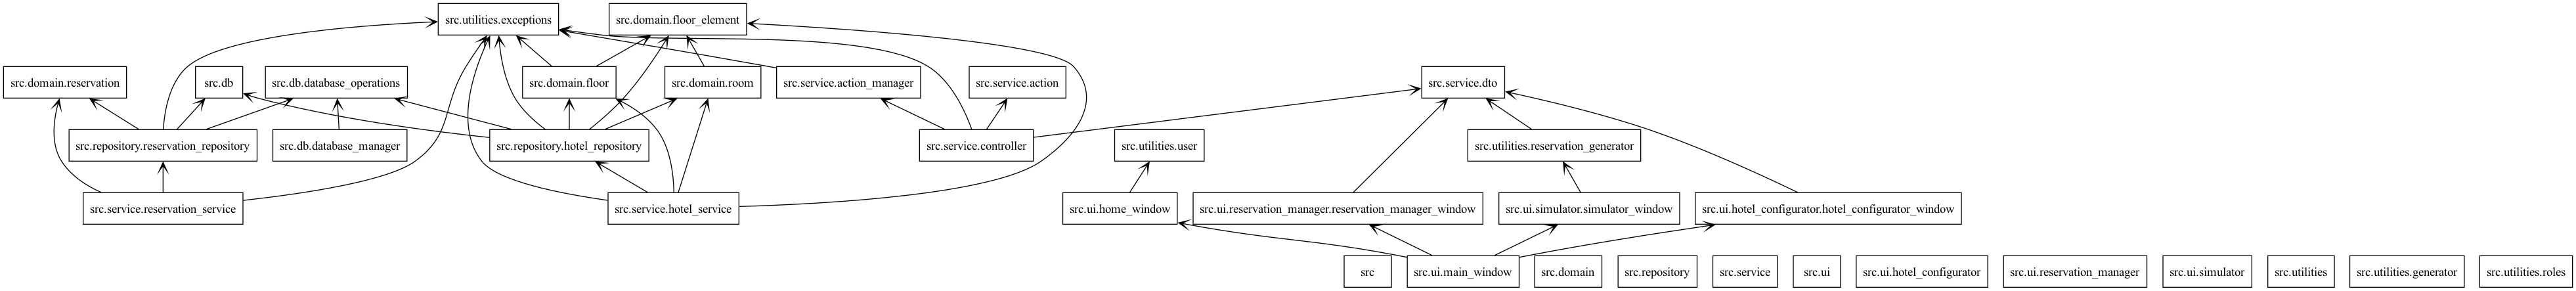 src.utilities.exceptions
src.domain.floor_element
src.domain.reservation
src.db
src.db.database_operations
src.domain.floor
src.domain.room
src.service.action_manager
src.service.action
src.service.dto
src.repository.reservation_repository
src.db.database_manager
src.repository.hotel_repository
src.service.controller
src.utilities.user
src.utilities.reservation_generator
src.service.reservation_service
src.service.hotel_service
src.ui.home_window
src.ui.reservation_manager.reservation_manager_window
src.ui.simulator.simulator_window
src.ui.hotel_configurator.hotel_configurator_window
src
src.ui.main_window
src.domain
src.repository
src.service
src.ui
src.ui.hotel_configurator
src.ui.reservation_manager
src.ui.simulator
src.utilities
src.utilities.generator
src.utilities.roles